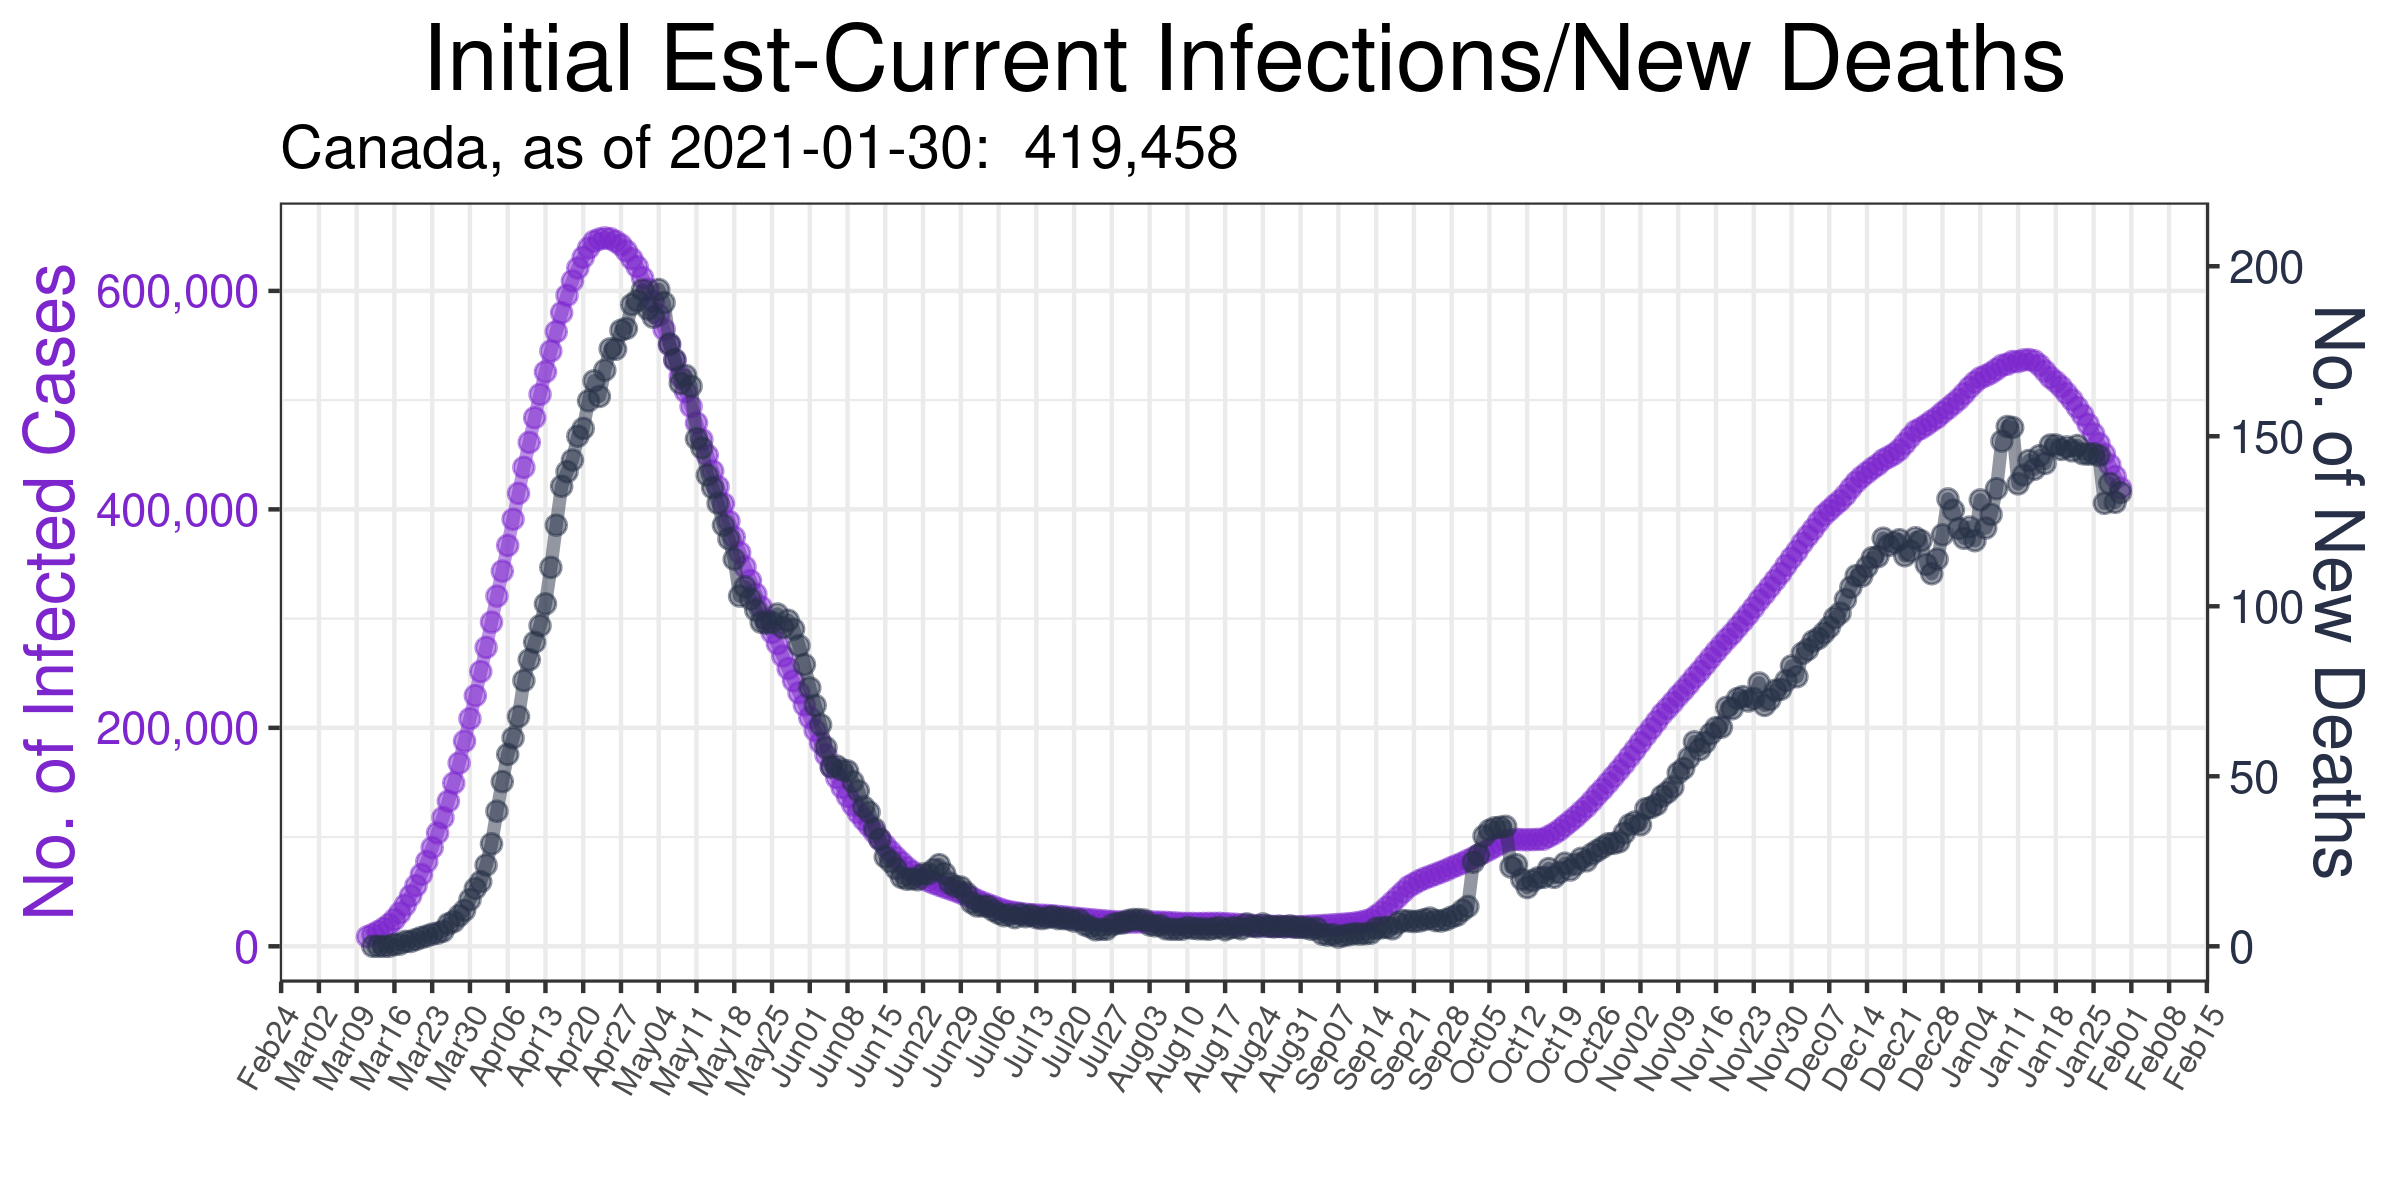 Initial Est-Current Infections/New Deaths
Canada, as of 2021-01-30:  419,458
No. of Infected Cases
600,000
400,000
200,000
0
200
150
100
50
0
No. of New Deaths
Feb24
Mar02
Mar09
Mar16
Mar23
Mar30
Apr06
Apr13
Apr20
Apr27
May04
May11
May18
May25
Jun01
Jun08
Jun15
Jun22
Jun29
Jul06
Jul13
Jul20
Jul27
Aug03
Aug10
Aug17
Aug24
Aug31
Sep07
Sep14
Sep21
Sep28
Oct05
Oct12
Oct19
Oct26
Nov02
Nov09
Nov16
Nov23
Nov30
Dec07
Dec14
Dec21
Dec28
Jan04
Jan11
Jan18
Jan25
Feb01
Feb08
Feb15